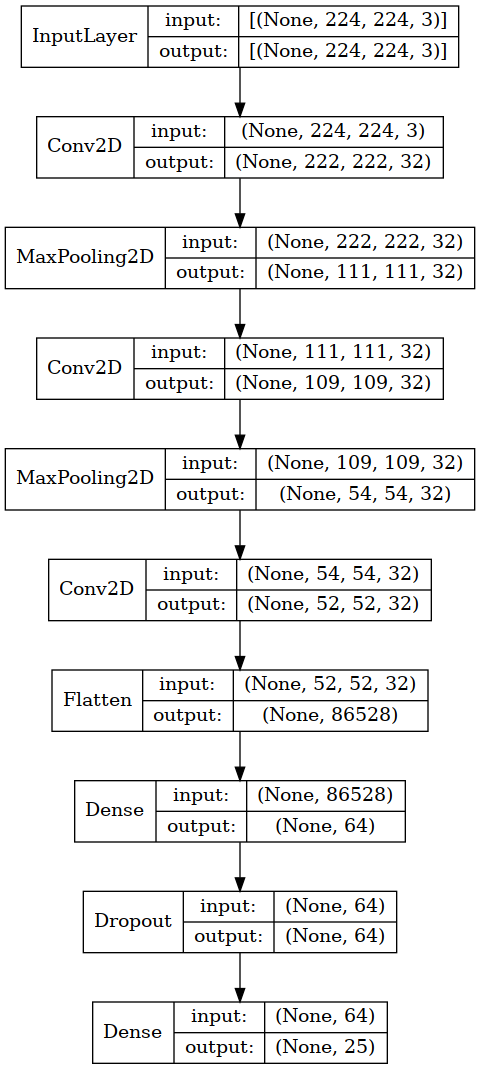 InputLayer
input: [(None, 224, 224, 3)]
output: [(None, 224, 224, 3)]
Conv2D
input: (None, 224, 224, 3)
output: (None, 222, 222, 32)
MaxPooling2D
input: (None, 222, 222, 32)
output: (None, 111, 111, 32)
Conv2D
input: (None, 111, 111, 32)
output: (None, 109, 109, 32)
MaxPooling2D
input: (None, 109, 109, 32)
output: (None, 54, 54, 32)
Conv2D
input: (None, 54, 54, 32)
output: (None, 52, 52, 32)
Flatten
input: (None, 52, 52, 32)
output: (None, 86528)
Dense
input: (None, 86528)
output: (None, 64)
Dropout
input: (None, 64)
output: (None, 64)
Dense
input: (None, 64)
output: (None, 25)